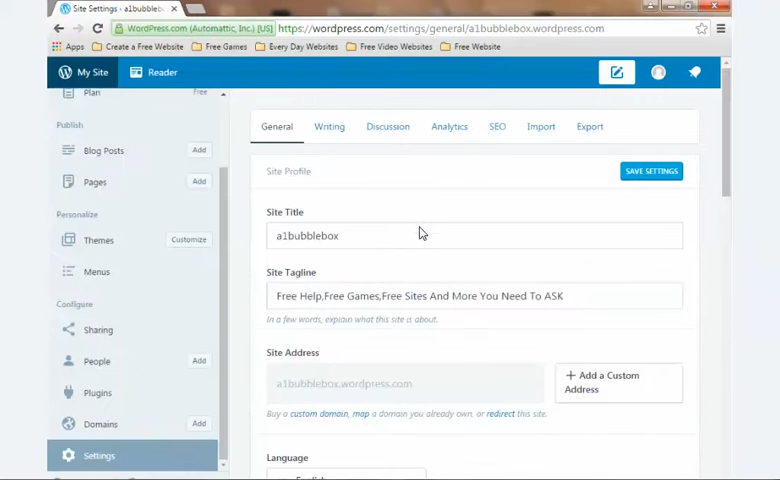 Site Settings - a1bubblebox
WordPress.com (Automattic, Inc.) [US]
https://wordpress.com/settings/general/a1bubblebox.wordpress.com
Apps
Create a Free Website
Free Games
Every Day Websites
Free Video Websites
Free Website
My Site
Reader
Plan
Free
Publish
Blog Posts
Add
Pages
Add
Personalize
Themes
Customize
Menus
Configure
Sharing
People
Add
Plugins
Domains
Add
Settings
General
Writing
Discussion
Analytics
SEO
Import
Export
Site Profile
SAVE SETTINGS
Site Title
a1bubblebox
Site Tagline
Free Help,Free Games,Free Sites And More You Need To ASK
In a few words, explain what this site is about.
Site Address
a1bubblebox.wordpress.com
+ Add a Custom
Address
Buy a custom domain, map a domain you already own, or redirect this site.
Language
English